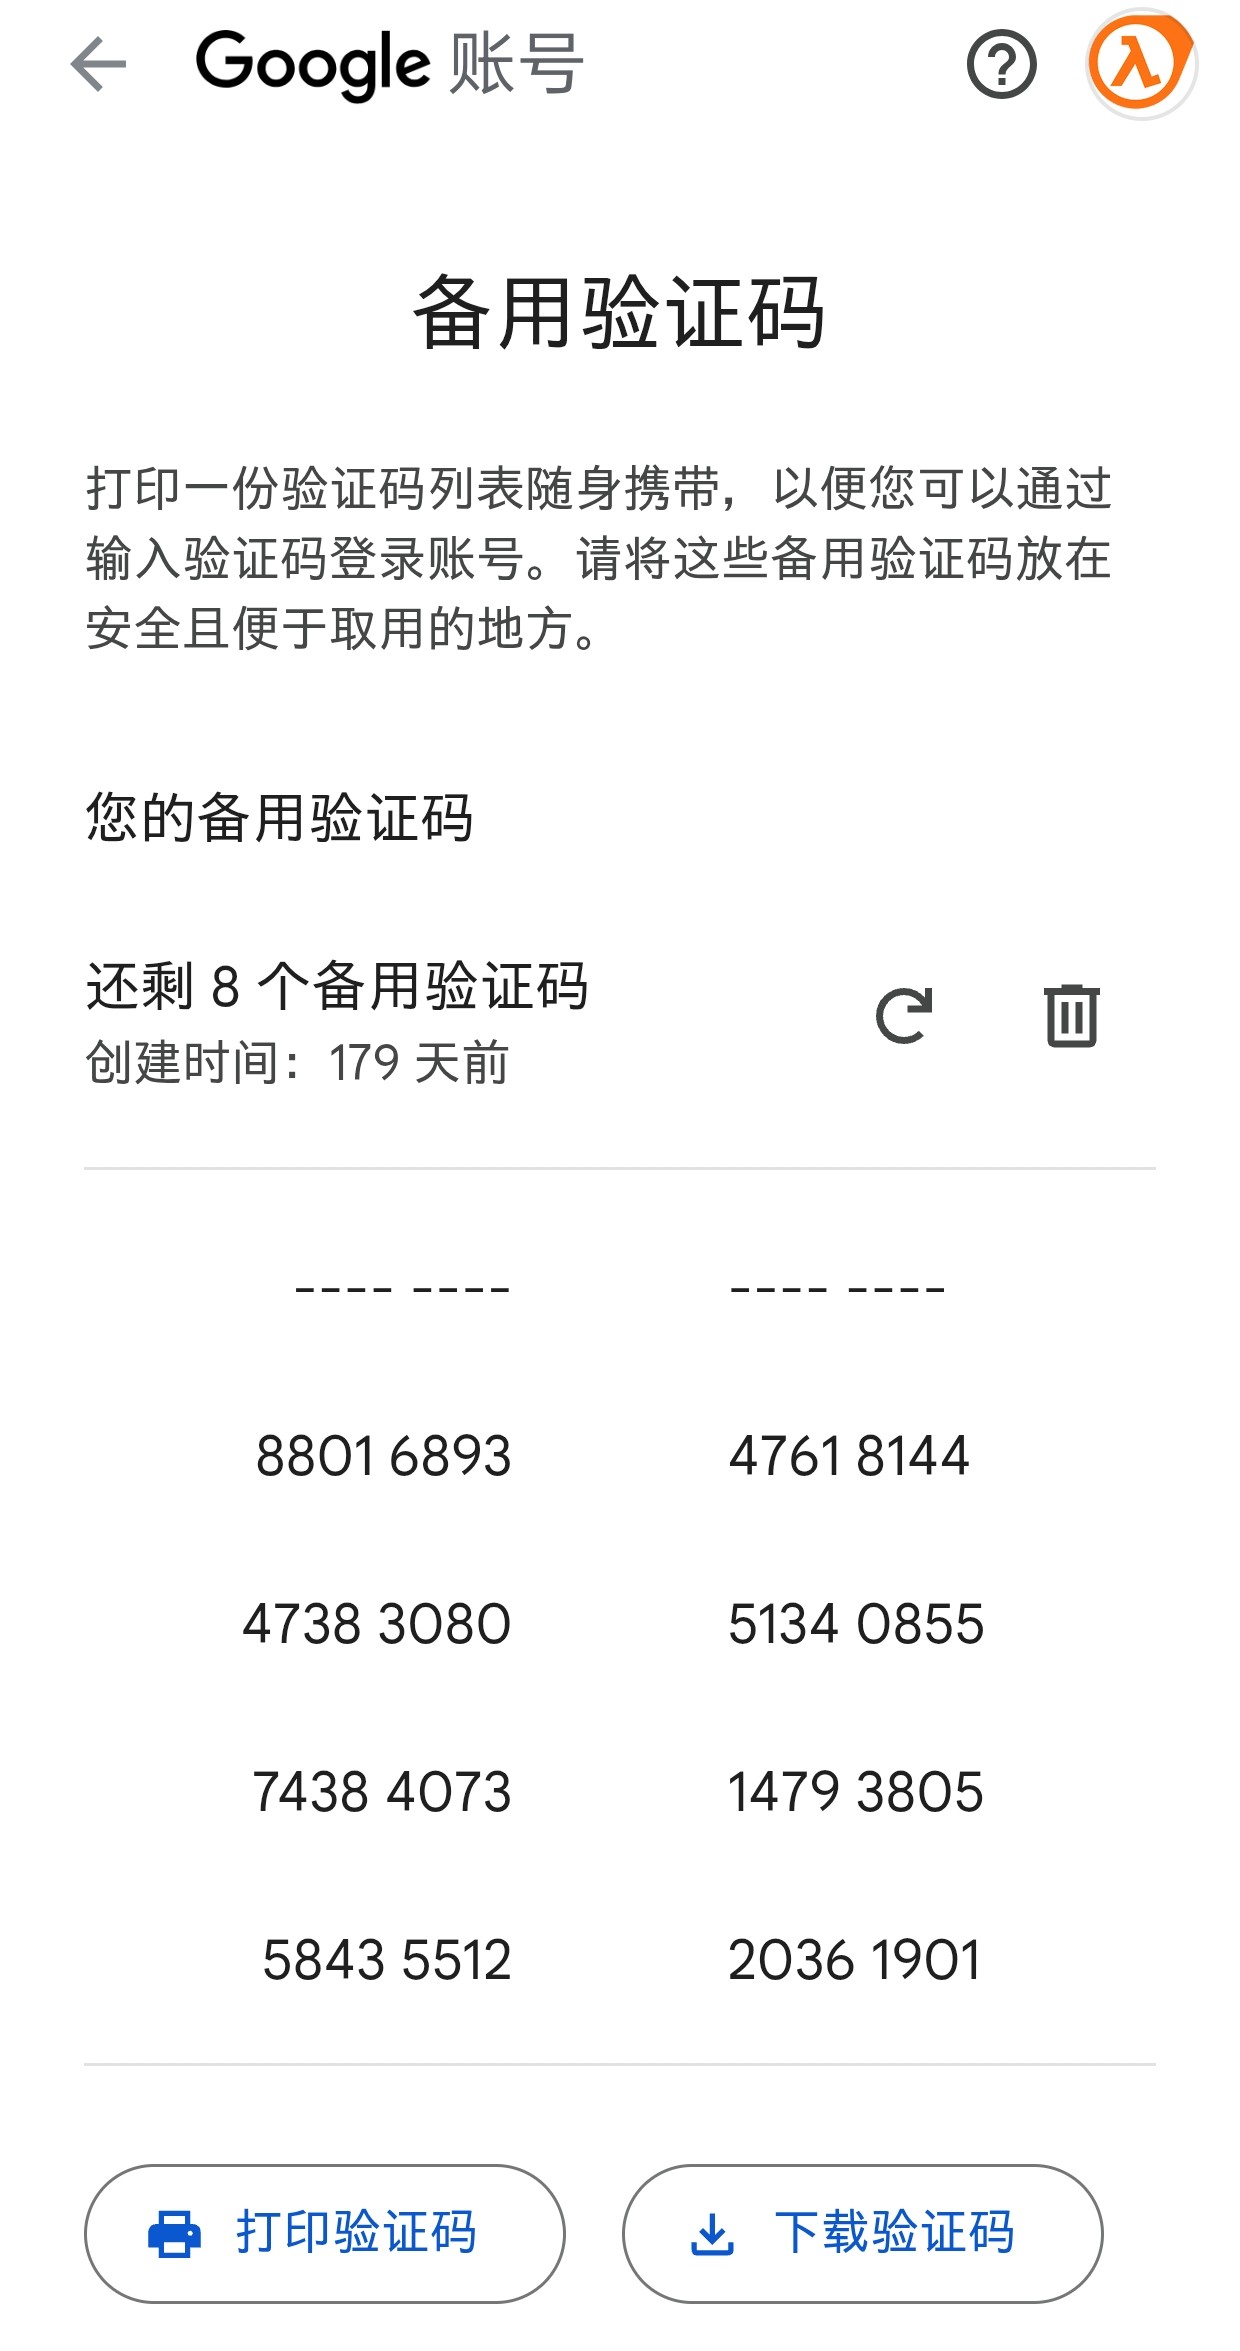 Google 账号
备用验证码
打印一份验证码列表随身携带，以便您可以通过
输入验证码登录账号。请将这些备用验证码放在
安全且便于取用的地方。
您的备用验证码
还剩 8 个备用验证码
创建时间：179 天前
---- ---- ---- ----
8801 6893 4761 8144
4738 3080 5134 0855
7438 4073 1479 3805
5843 5512 2036 1901
打印验证码 下载验证码